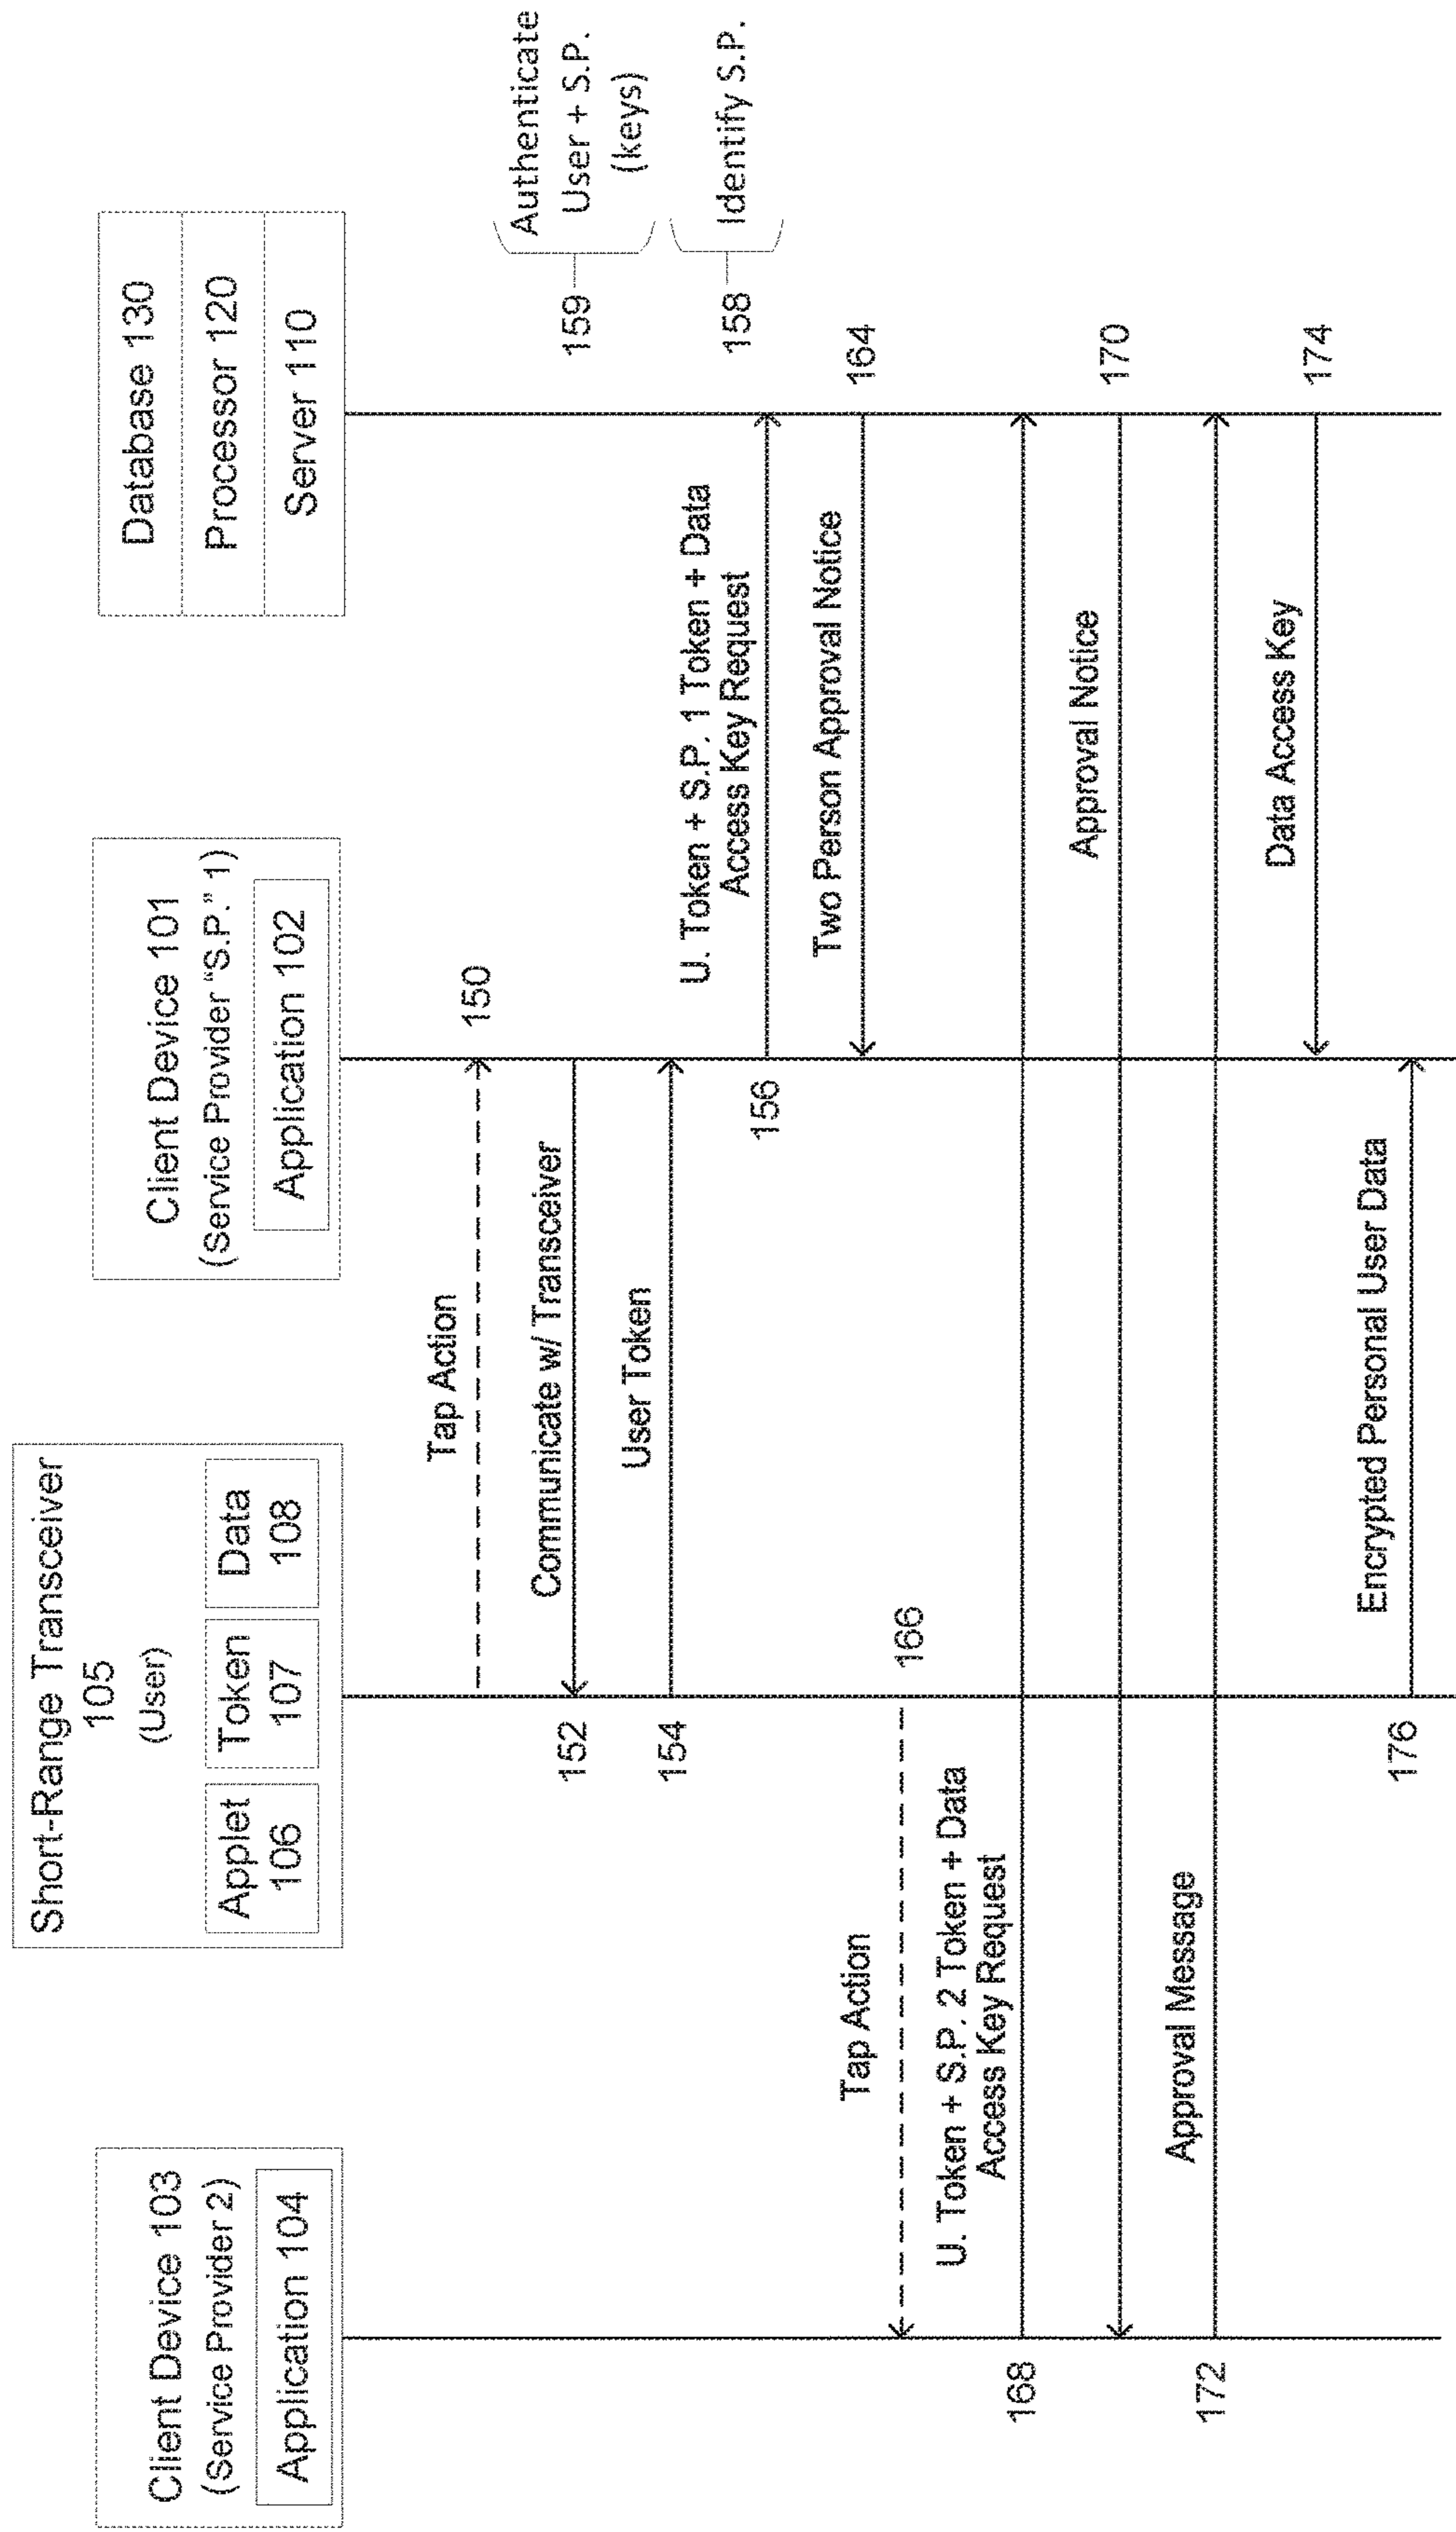 Client Device 103
(Service Provider 2)
Application 104
Short-Range Transceiver
105
(User)
Applet
106
Token
107
Data
108
Client Device 101
(Service Provider “S.P.” 1)
Application 102
Database 130
Processor 120
Server 110
Tap Action
150
Communicate w/ Transceiver
152
User Token
154
Authenticate
User + S.P.
(keys)
159
Identify S.P.
158
U. Token + S.P. 1 Token + Data
Access Key Request
156
Two Person Approval Notice
164
Tap Action
166
U. Token + S.P. 2 Token + Data
Access Key Request
168
Approval Notice
170
Approval Message
172
Data Access Key
174
Encrypted Personal User Data
176